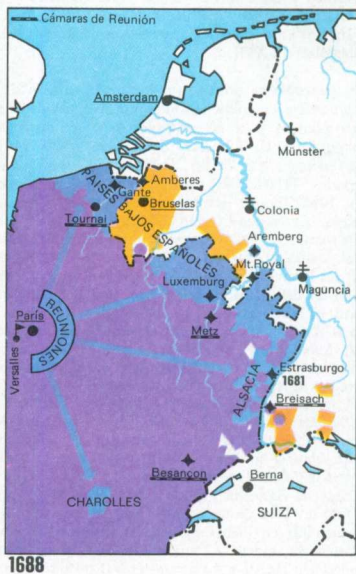 Cámaras de Reunión
Amsterdam
Münster
PAÍSES BAJOS ESPAÑOLES
Amberes
Gante
Bruselas
Tournai
Colonia
Aremberg
Mt.Royal
Luxemburg
Maguncia
Metz
París
REUNIONES
Versalles
Estrasburgo
1681
ALSACIA
Breisach
Besançon
Berna
CHAROLLES
SUIZA
1688